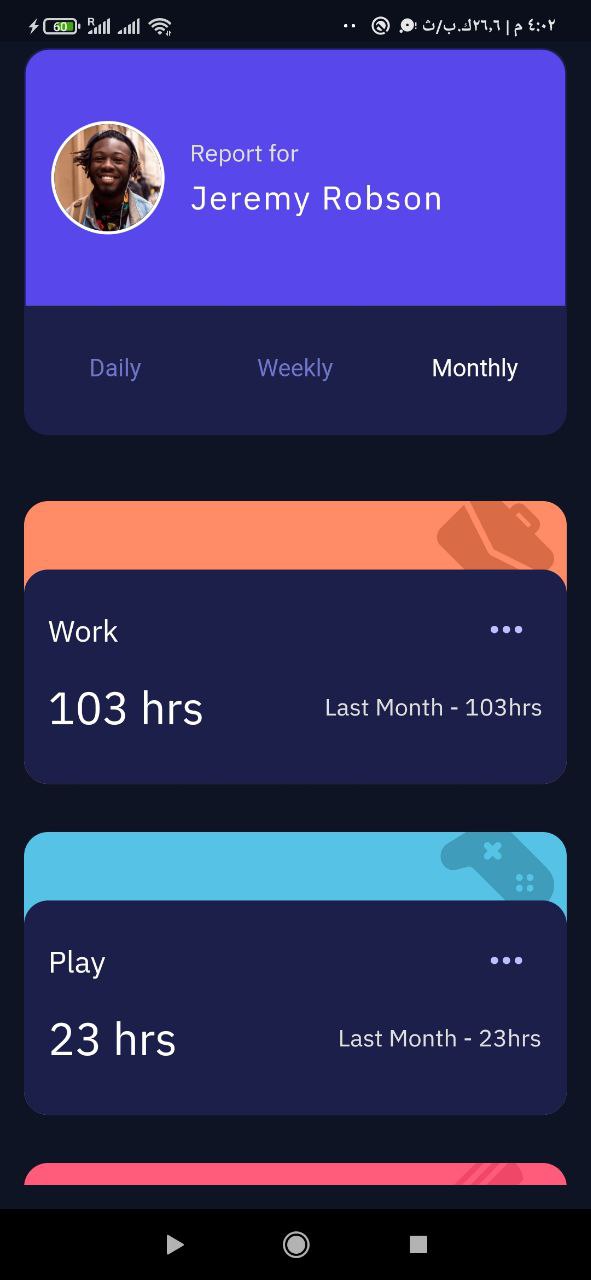 60 R ٤:٠٢ م | ٢٦٫٦ك.ب/ث
Report for
Jeremy Robson
Daily Weekly Monthly
Work
103 hrs Last Month - 103hrs
Play
23 hrs Last Month - 23hrs